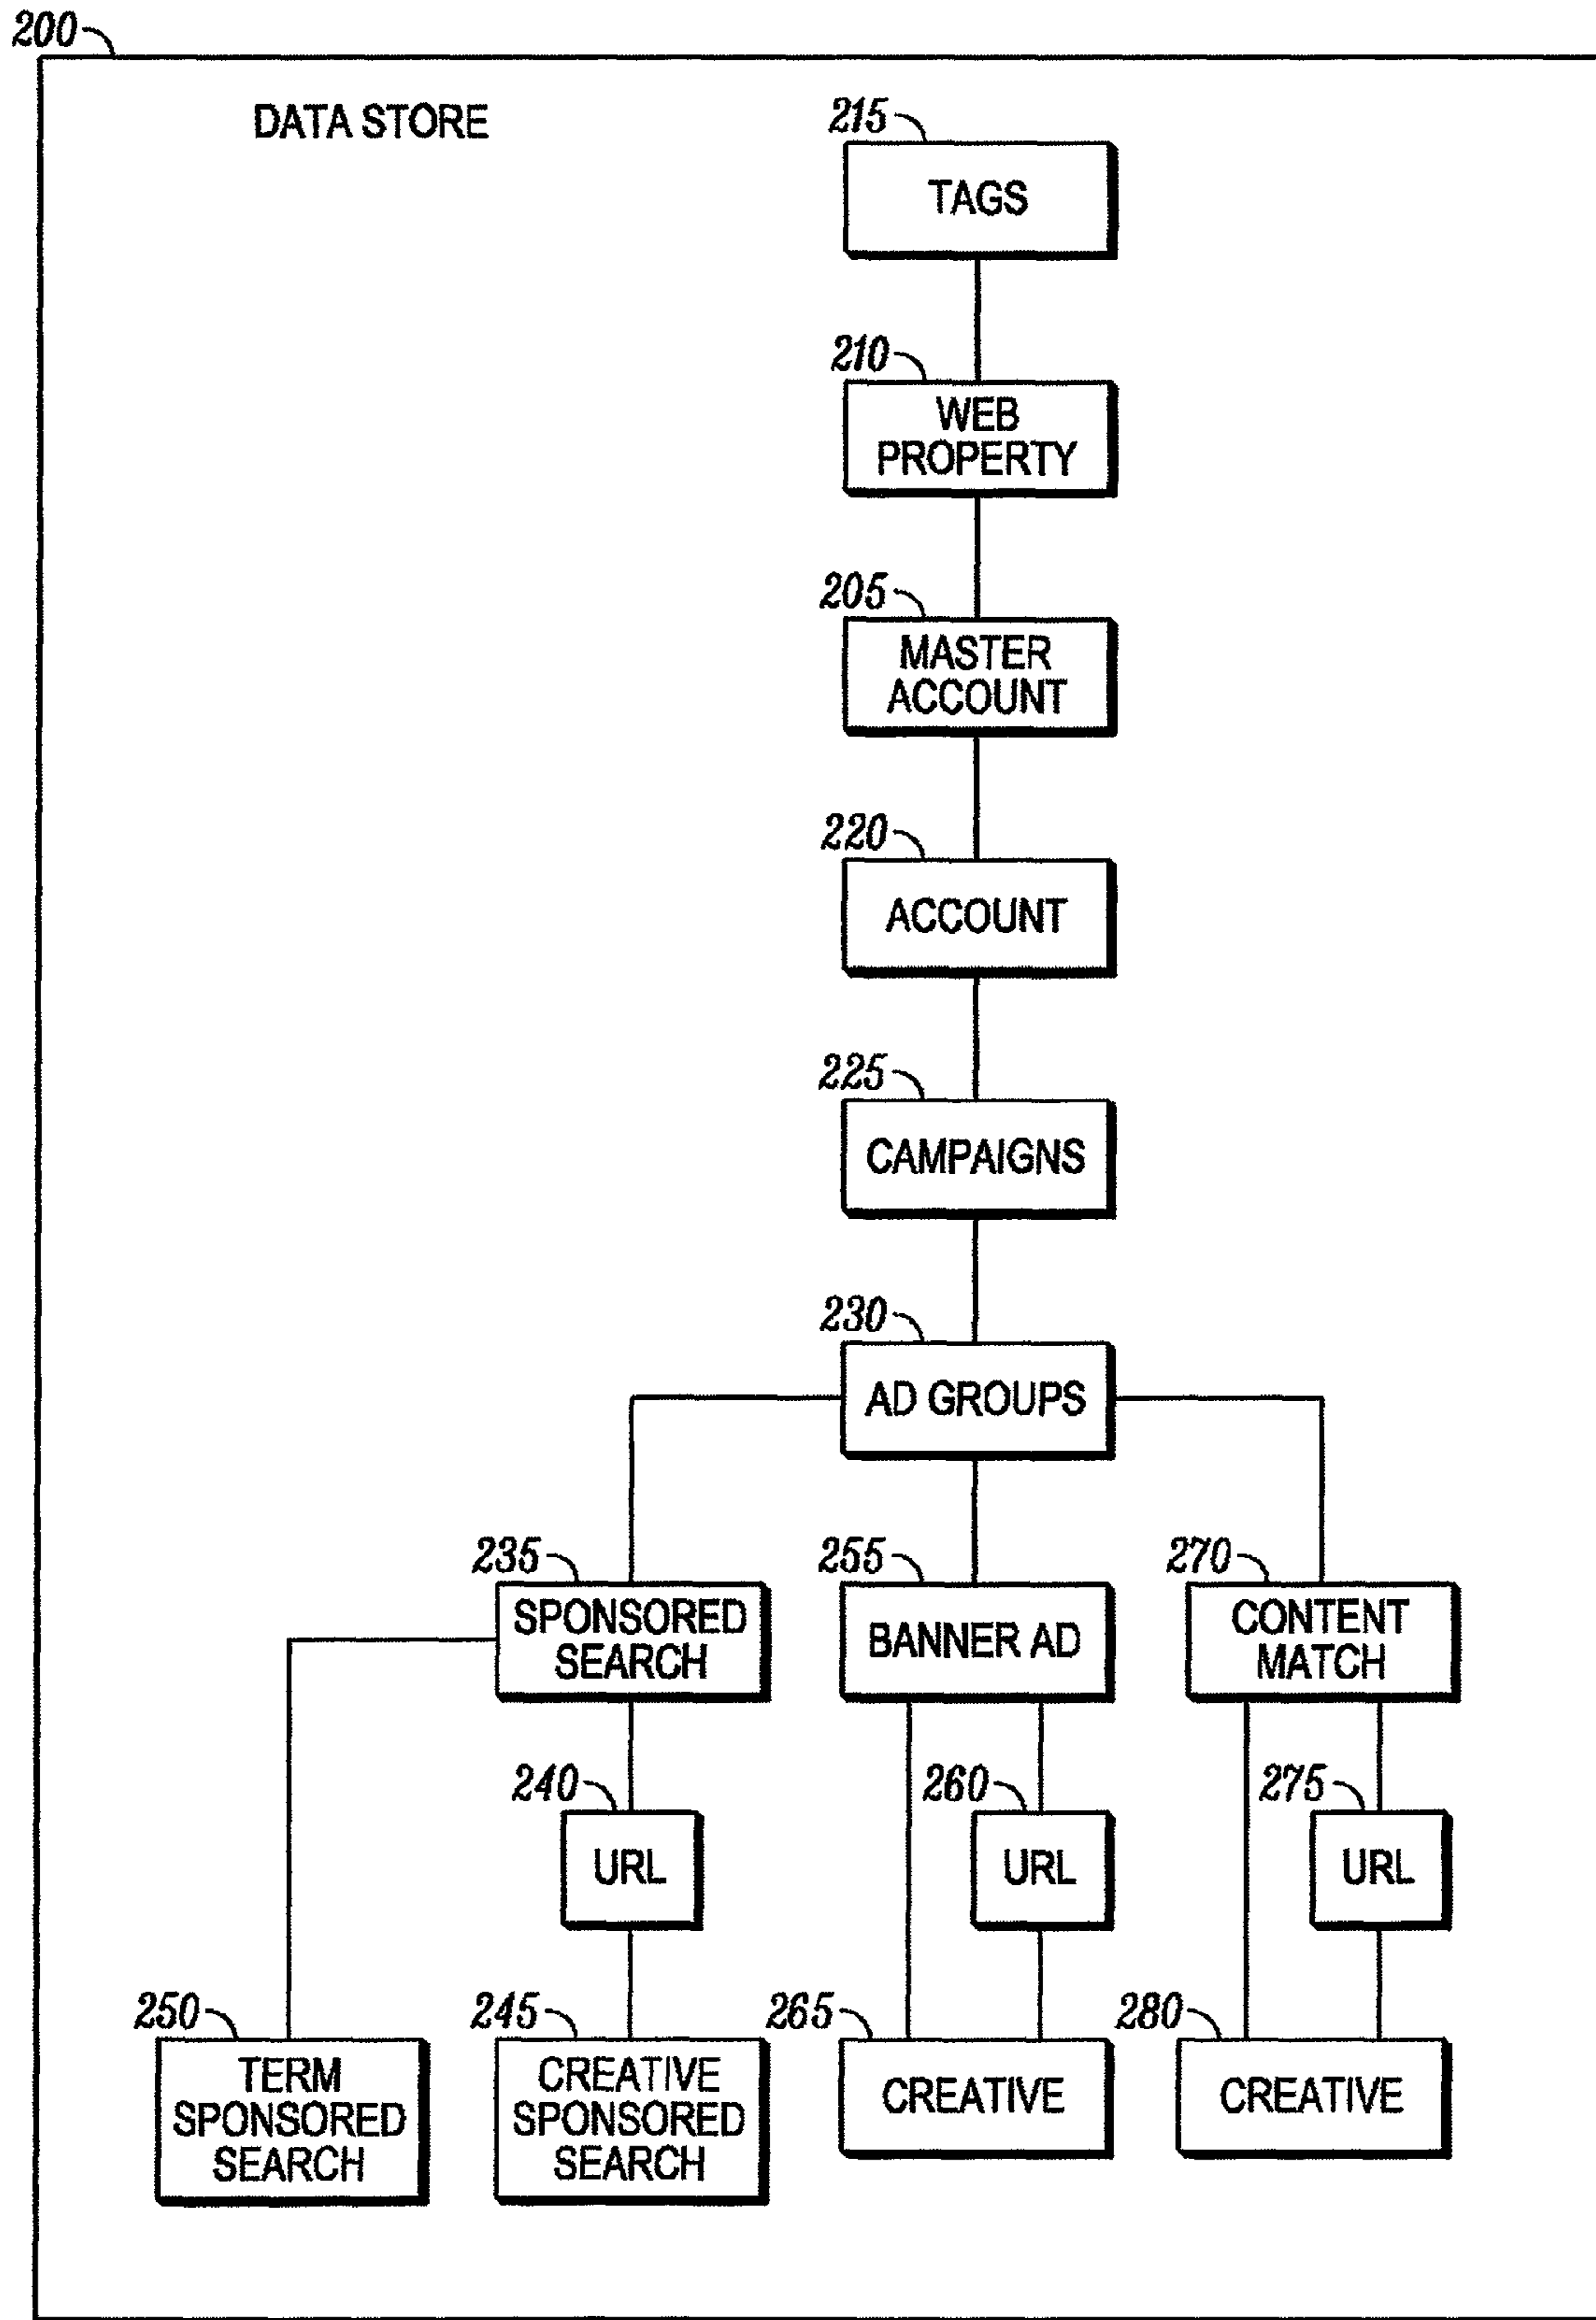 200
DATA STORE
215
TAGS
210
WEB
PROPERTY
205
MASTER
ACCOUNT
220
ACCOUNT
225
CAMPAIGNS
230
AD GROUPS
235
SPONSORED
SEARCH
255
BANNER AD
270
CONTENT
MATCH
240
URL
260
URL
275
URL
250
TERM
SPONSORED
SEARCH
245
CREATIVE
SPONSORED
SEARCH
265
CREATIVE
280
CREATIVE